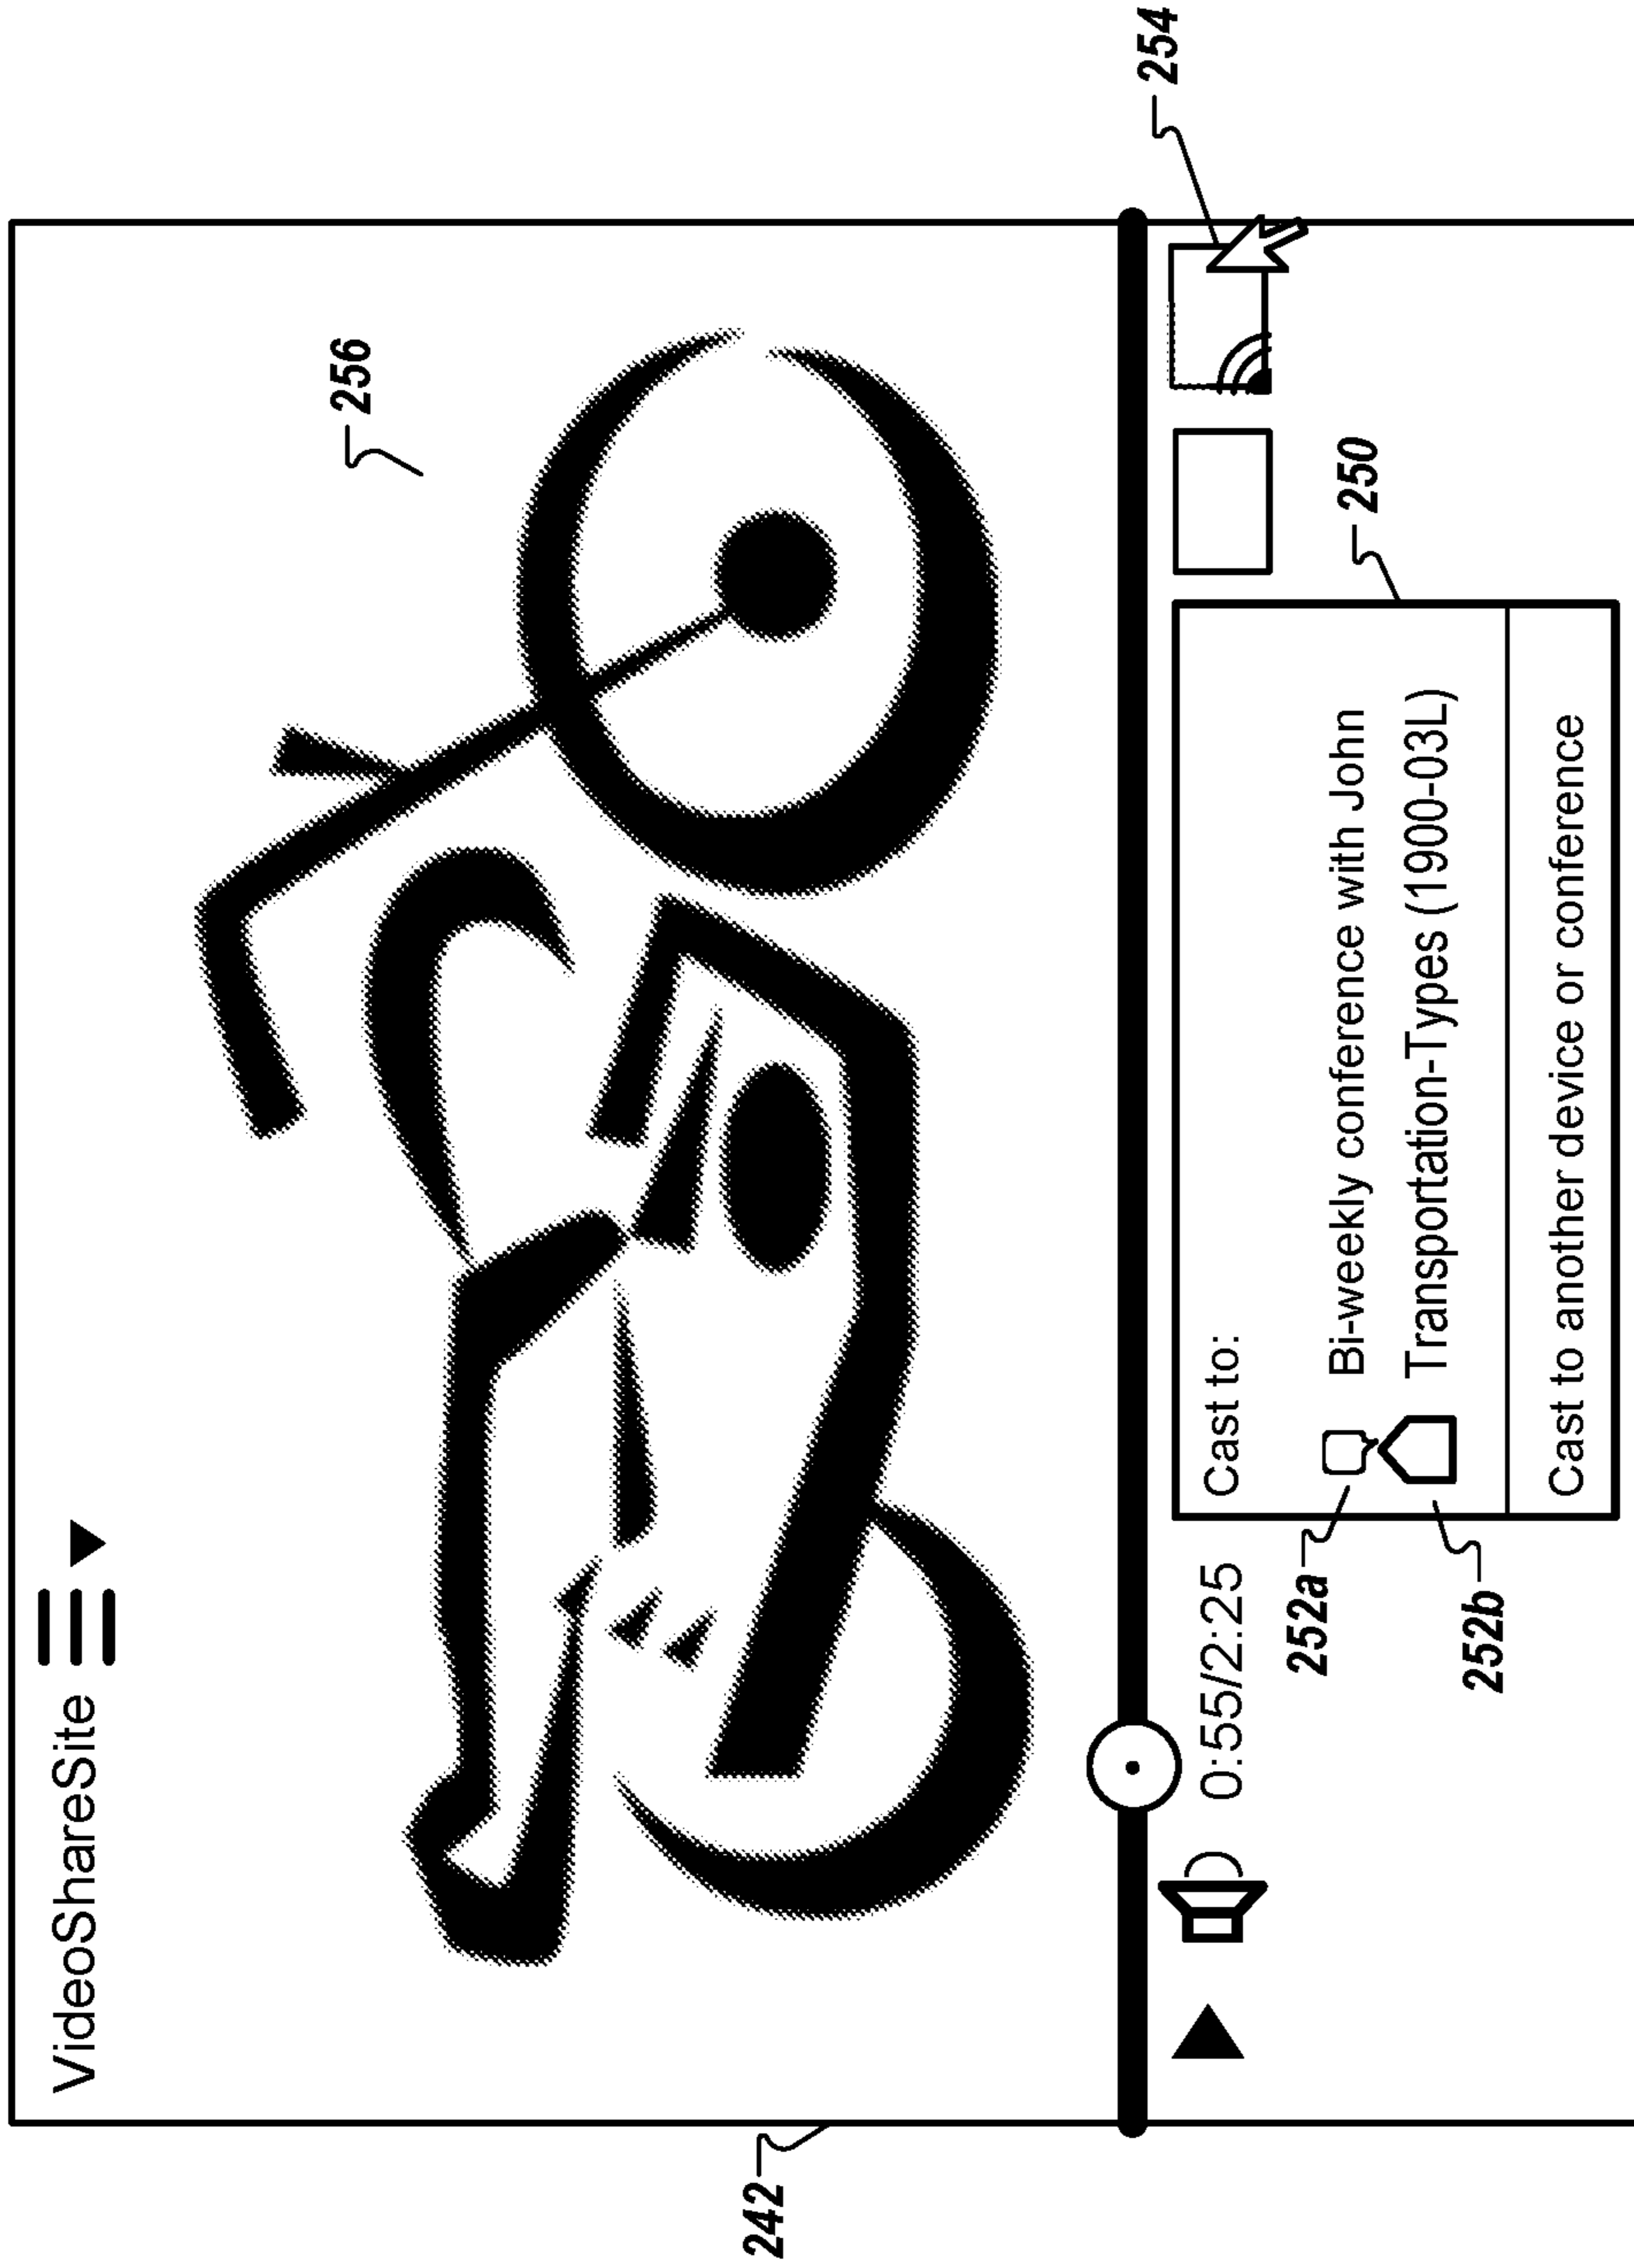 VideoShareSite
256
242
254
0:55/2:25
Cast to:
250
252a
Bi-weekly conference with John
252b
Transportation-Types (1900-03L)
Cast to another device or conference